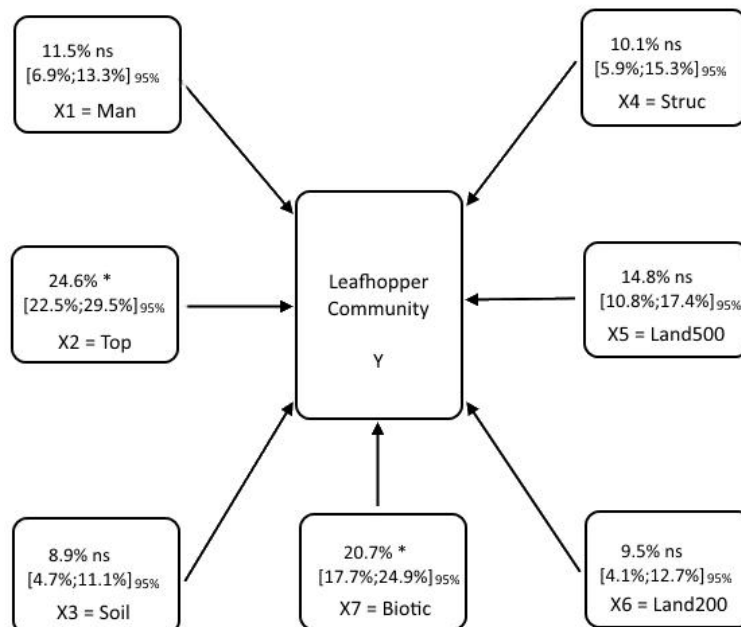 11.5% ns
[6.9%;13.3%] 95%
X1 = Man
10.1% ns
[5.9%;15.3%] 95%
X4 = Struc
24.6% *
[22.5%;29.5%] 95%
X2 = Top
Leafhopper
Community
Y
14.8% ns
[10.8%;17.4%] 95%
X5 = Land500
8.9% ns
[4.7%;11.1%] 95%
X3 = Soil
20.7% *
[17.7%;24.9%] 95%
X7 = Biotic
9.5% ns
[4.1%;12.7%] 95%
X6 = Land200